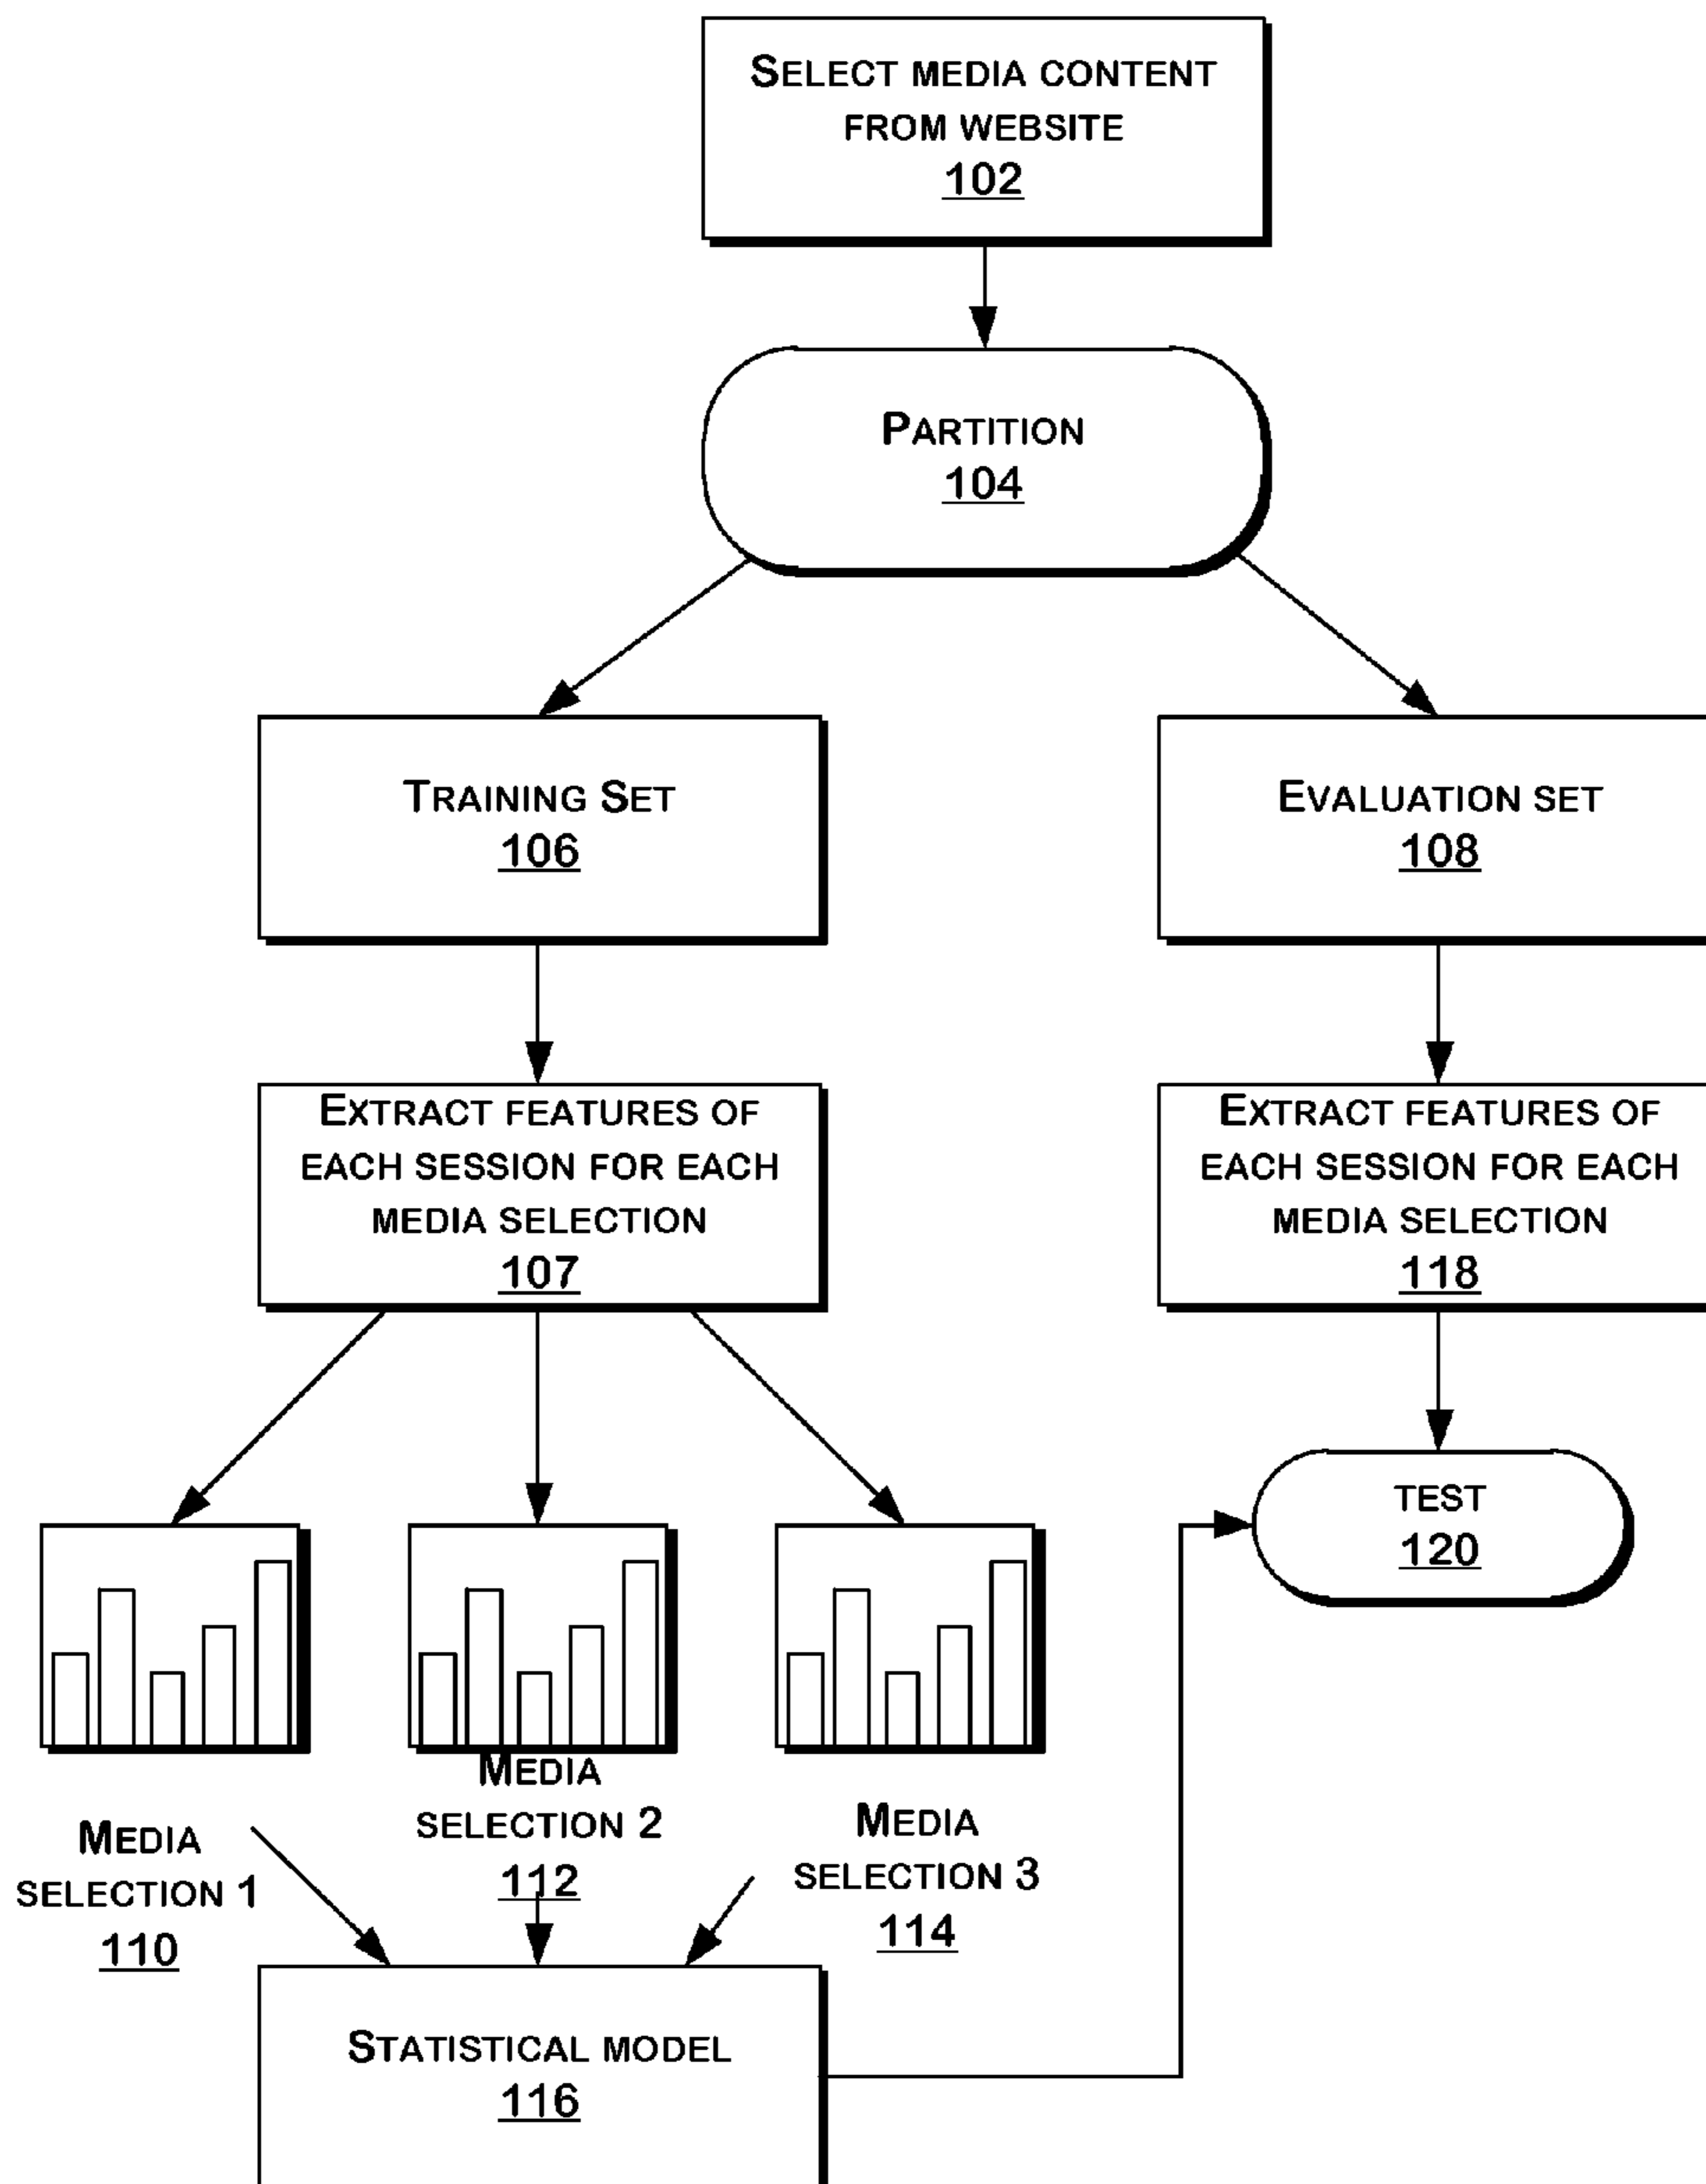 SELECT MEDIA CONTENT
FROM WEBSITE
102
PARTITION
104
TRAINING SET
106
EVALUATION SET
108
EXTRACT FEATURES OF
EACH SESSION FOR EACH
MEDIA SELECTION
107
EXTRACT FEATURES OF
EACH SESSION FOR EACH
MEDIA SELECTION
118
TEST
120
MEDIA
SELECTION 1
110
MEDIA
SELECTION 2
112
MEDIA
SELECTION 3
114
STATISTICAL MODEL
116